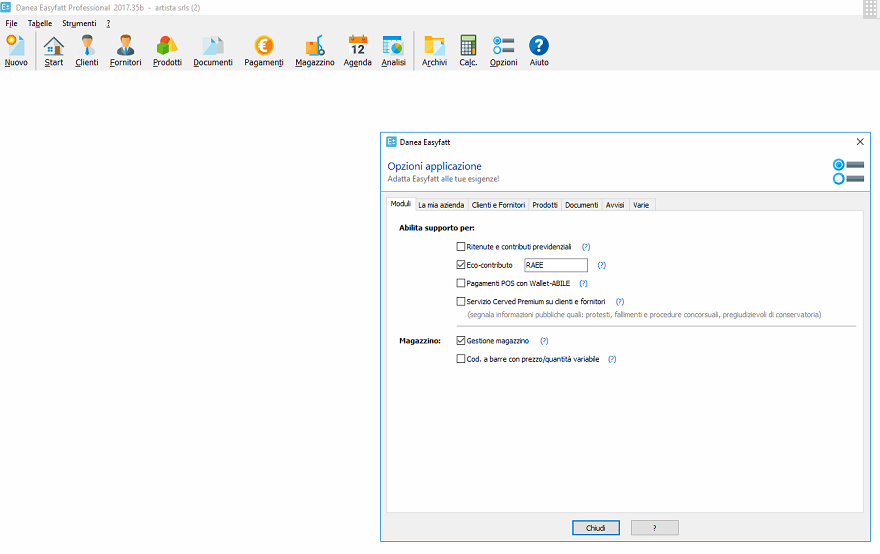 Danea Easyfatt Professional 2017.35b - artista srls (2)
File Tabelle Strumenti ?
Nuovo Start Clienti Fornitori Prodotti Documenti Pagamenti Magazzino Agenda Analisi Archivi Calc. Opzioni Aiuto
Danea Easyfatt
Opzioni applicazione
Adatta Easyfatt alle tue esigenze!
Moduli La mia azienda Clienti e Fornitori Prodotti Documenti Avvisi Varie
Abilita supporto per:
Ritenute e contributi previdenziali (?)
Eco-contributo RAEE (?)
Pagamenti POS con Wallet-ABILE (?)
Servizio Cerved Premium su clienti e fornitori (?)
(segnala informazioni pubbliche quali: protesti, fallimenti e procedure concorsuali, pregiudizievoli di conservatoria)
Magazzino: Gestione magazzino (?)
Cod. a barre con prezzo/quantità variabile (?)
Chiudi ?